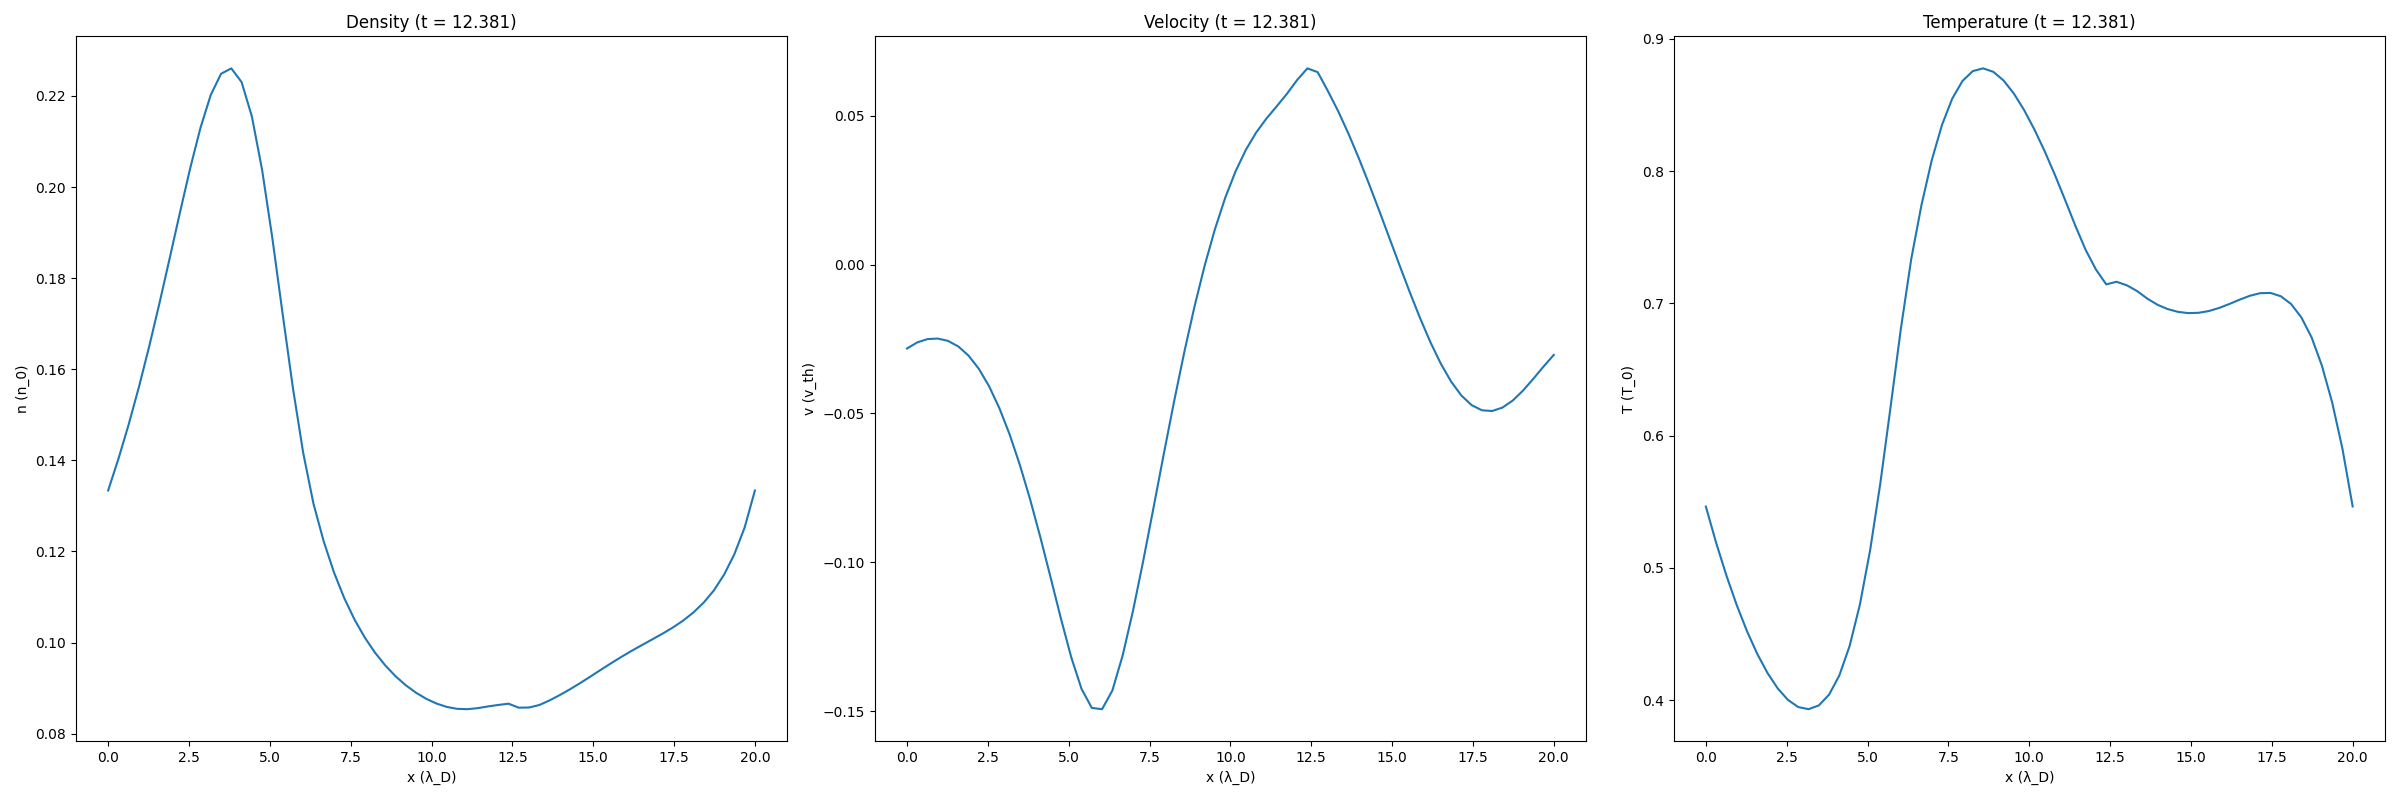 Density (t = 12.381)
n (n_0)
0.22
0.20
0.18
0.16
0.14
0.12
0.10
0.08
0.0 2.5 5.0 7.5 10.0 12.5 15.0 17.5 20.0
x (λ_D)
Velocity (t = 12.381)
v (v_th)
0.05
0.00
−0.05
−0.10
−0.15
0.0 2.5 5.0 7.5 10.0 12.5 15.0 17.5 20.0
x (λ_D)
Temperature (t = 12.381)
T (T_0)
0.9
0.8
0.7
0.6
0.5
0.4
0.0 2.5 5.0 7.5 10.0 12.5 15.0 17.5 20.0
x (λ_D)